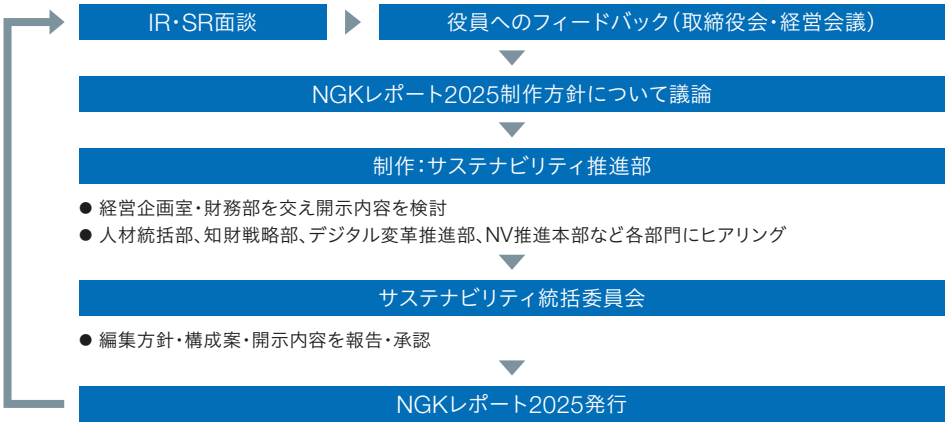 IR・SR面談
役員へのフィードバック（取締役会・経営会議）
NGKレポート2025制作方針について議論
制作：サステナビリティ推進部
● 経営企画室・財務部を交え開示内容を検討
● 人材統括部、知財戦略部、デジタル変革推進部、NV推進本部など各部門にヒアリング
サステナビリティ統括委員会
● 編集方針・構成案・開示内容を報告・承認
NGKレポート2025発行